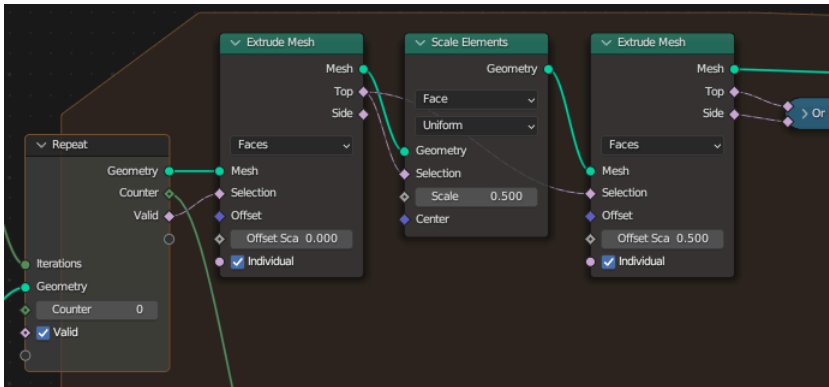 Repeat
Geometry
Counter
Valid
Iterations
Geometry
Counter 0
Valid
Extrude Mesh
Mesh
Top
Side
Faces
Mesh
Selection
Offset
Offset Sca 0.000
Individual
Scale Elements
Geometry
Face
Uniform
Geometry
Selection
Scale 0.500
Center
Extrude Mesh
Mesh
Top
Side
Faces
Mesh
Selection
Offset
Offset Sca 0.500
Individual
Or